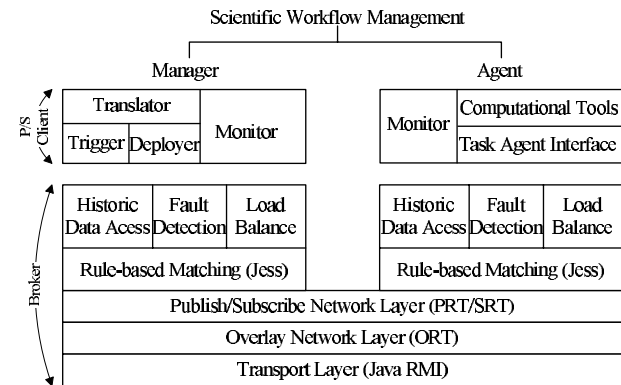 Scientific Workflow Management
Manager
Agent
P/S
Client
Translator
Trigger
Deployer
Monitor
Monitor
Computational Tools
Task Agent Interface
Broker
Historic
Data Acess
Fault
Detection
Load
Balance
Historic
Data Acess
Fault
Detection
Load
Balance
Rule-based Matching (Jess)
Rule-based Matching (Jess)
Publish/Subscribe Network Layer (PRT/SRT)
Overlay Network Layer (ORT)
Transport Layer (Java RMI)